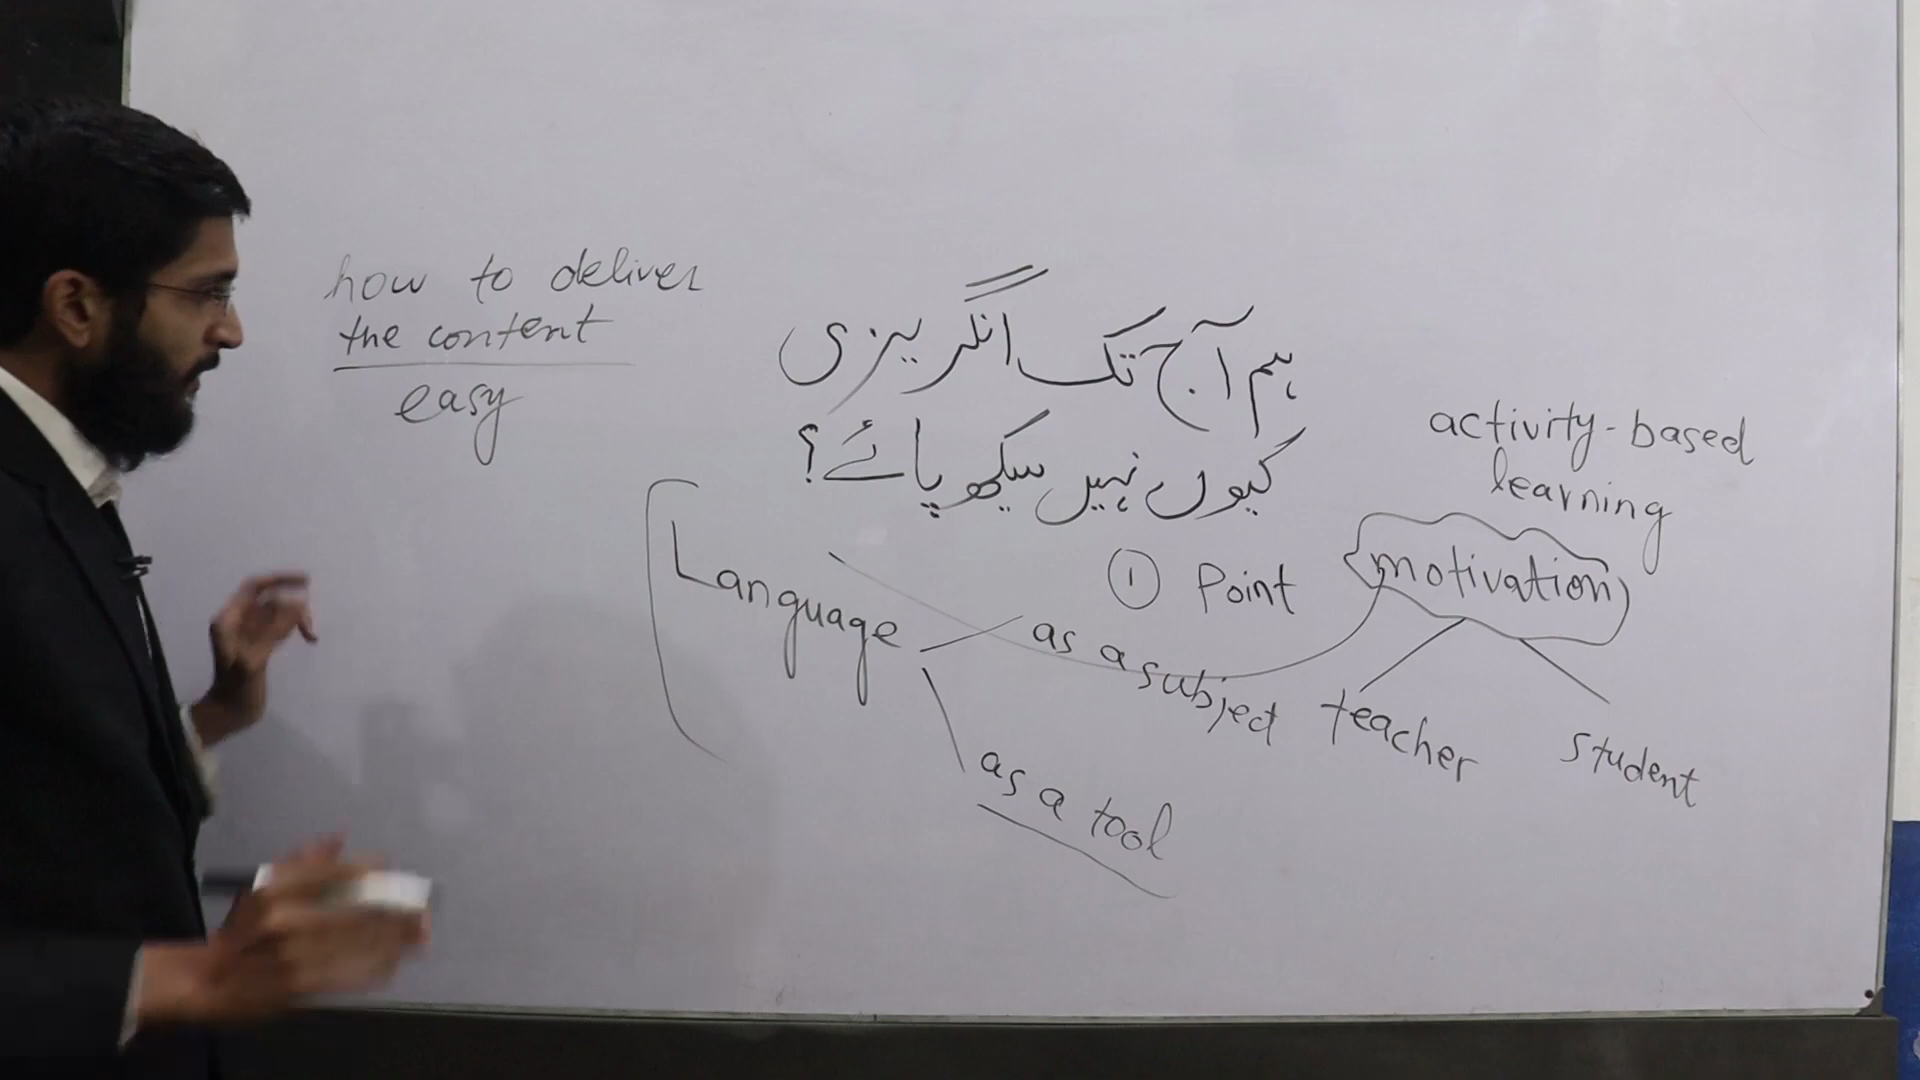 how to deliver
the content
easy
ہم آج تک انگریزی
کیوں نہیں سیکھ پائے؟
activity-based
learning
① Point
motivation
Language
as a subject
as a tool
teacher
student